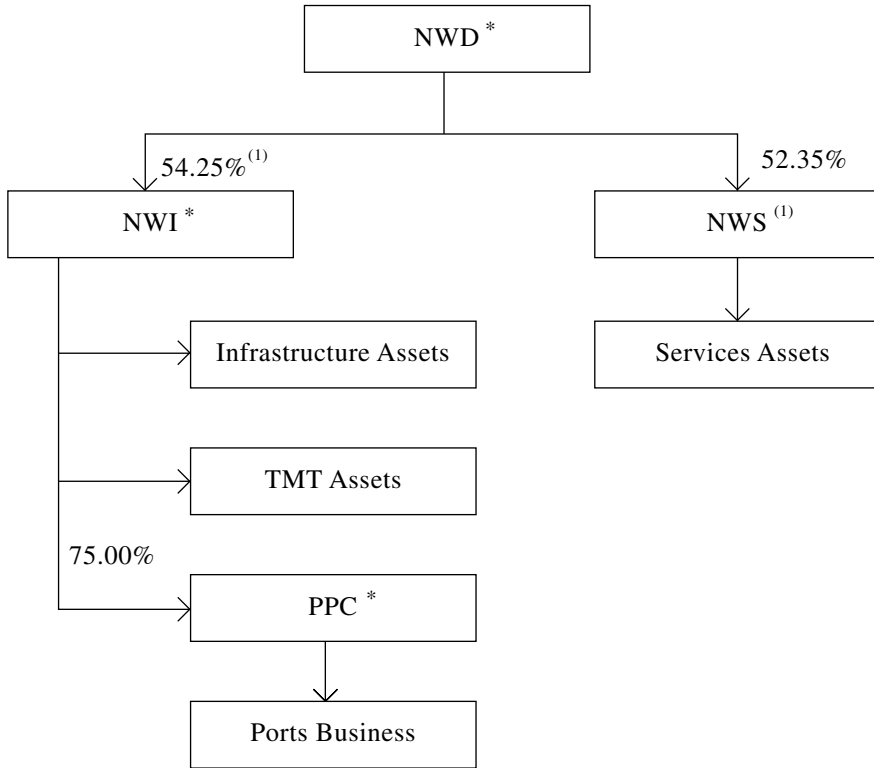 NWD *
54.25% (1)
52.35%
NWI *
NWS (1)
Infrastructure Assets
Services Assets
TMT Assets
75.00%
PPC *
Ports Business